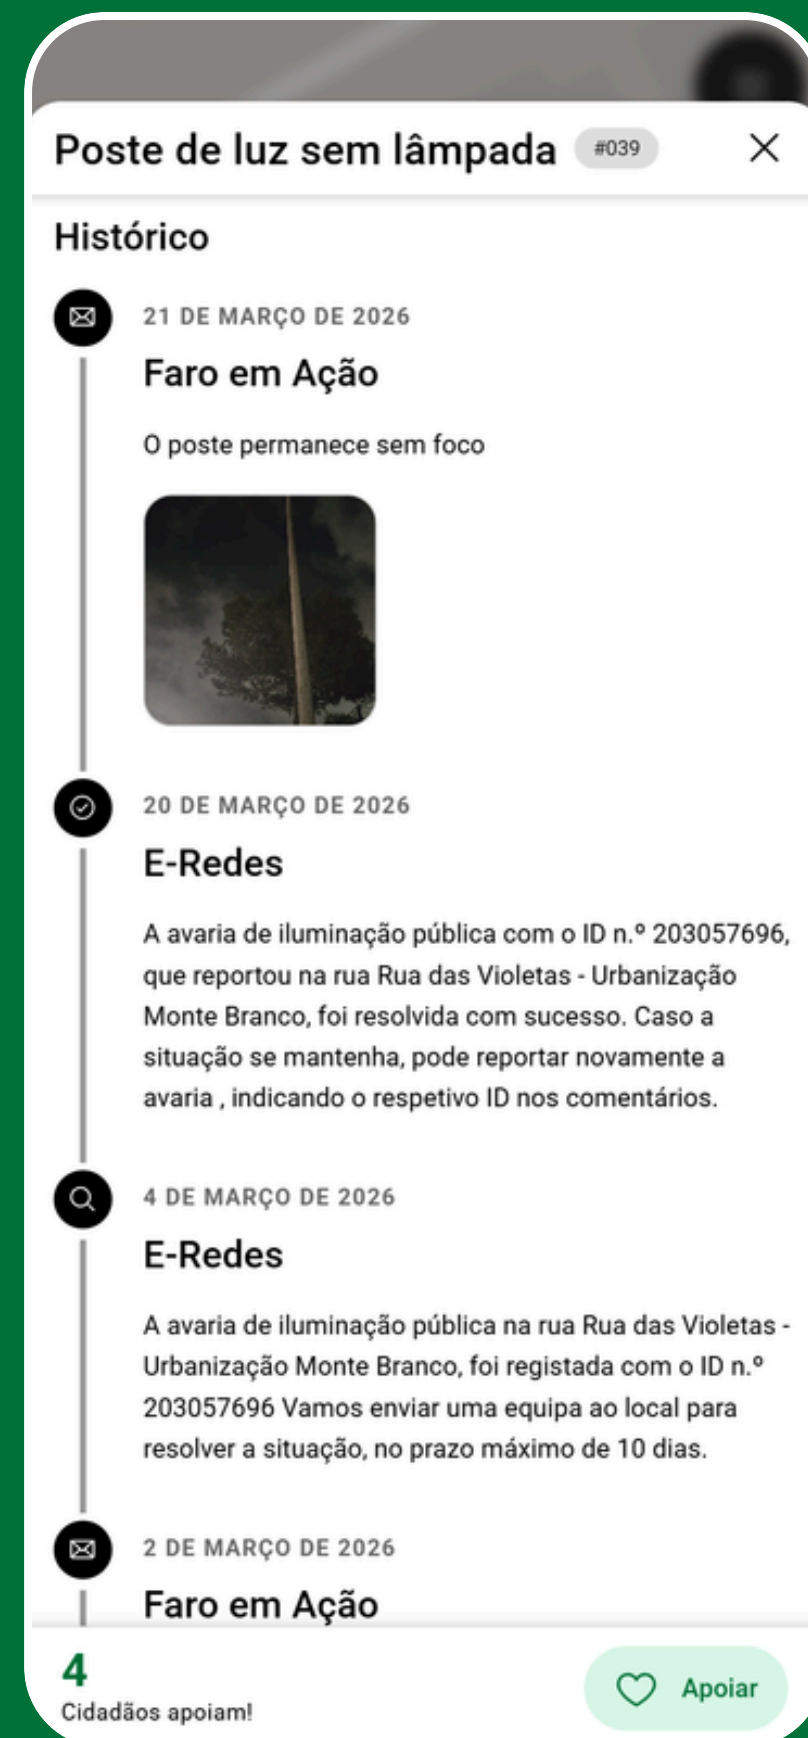 Poste de luz sem lâmpada #039
Histórico
21 DE MARÇO DE 2026
Faro em Ação
O poste permanece sem foco
20 DE MARÇO DE 2026
E-Redes
A avaria de iluminação pública com o ID n.º 203057696,
que reportou na rua Rua das Violetas - Urbanização
Monte Branco, foi resolvida com sucesso. Caso a
situação se mantenha, pode reportar novamente a
avaria , indicando o respetivo ID nos comentários.
4 DE MARÇO DE 2026
E-Redes
A avaria de iluminação pública na rua Rua das Violetas -
Urbanização Monte Branco, foi registada com o ID n.º
203057696 Vamos enviar uma equipa ao local para
resolver a situação, no prazo máximo de 10 dias.
2 DE MARÇO DE 2026
Faro em Ação
4
Cidadãos apoiam!
Apoiar